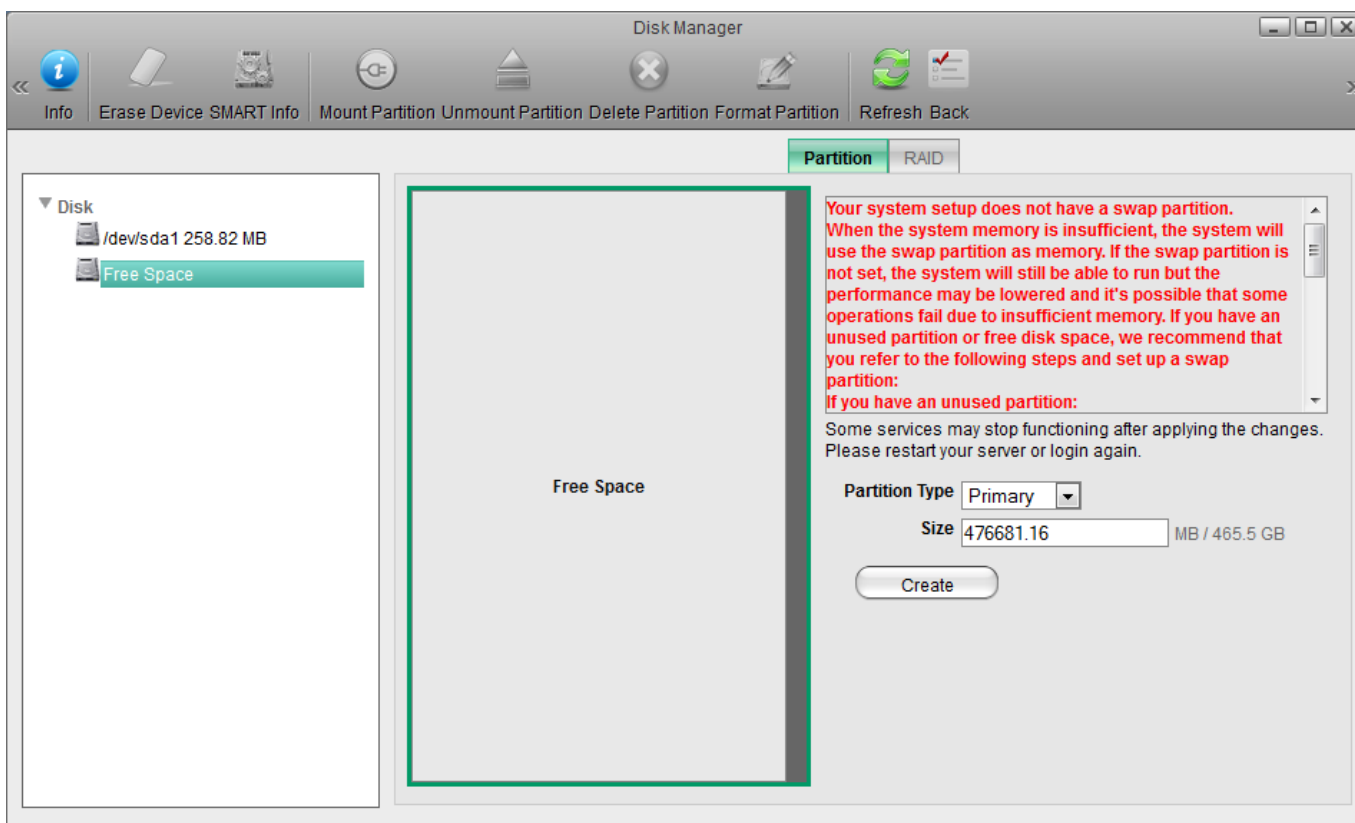 Disk Manager
« Info Erase Device SMART Info Mount Partition Unmount Partition Delete Partition Format Partition Refresh Back
Partition RAID
Disk
/dev/sda1 258.82 MB
Free Space
Free Space
Your system setup does not have a swap partition.
When the system memory is insufficient, the system will
use the swap partition as memory. If the swap partition is
not set, the system will still be able to run but the
performance may be lowered and it's possible that some
operations fail due to insufficient memory. If you have an
unused partition or free disk space, we recommend that
you refer to the following steps and set up a swap
partition:
If you have an unused partition:
Some services may stop functioning after applying the changes.
Please restart your server or login again.
Partition Type Primary
Size 476681.16 MB / 465.5 GB
Create